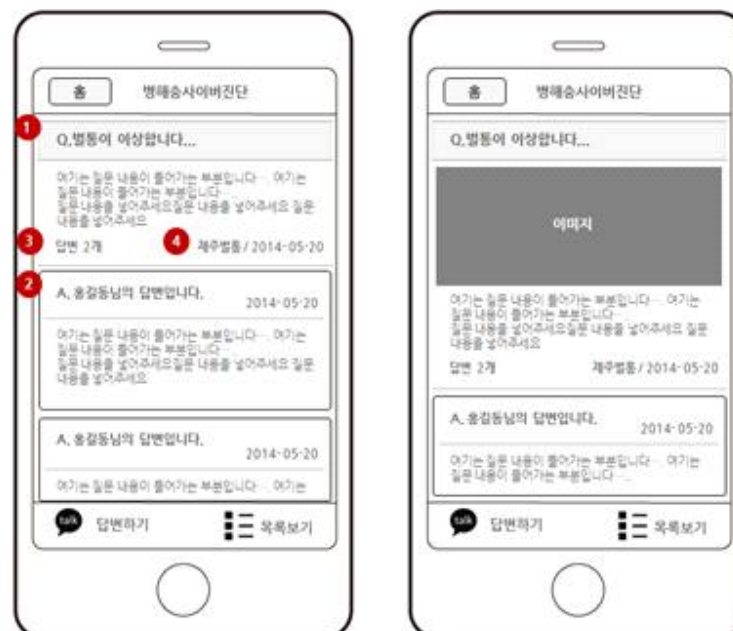 홈 병해충사이버진단
1
Q.벌통이 이상합니다...
여기는 질문 내용이 들어가는 부분입니다…. 여기는
질문 내용이 들어가는 부분입니다…
질문 내용을 넣어주세요질문 내용을 넣어주세요 질문
내용을 넣어주세요
3 답변 2개 4 제주벌통 / 2014-05-20
2
A. 홍길동님의 답변입니다.
2014-05-20
여기는 질문 내용이 들어가는 부분입니다…. 여기는
질문 내용이 들어가는 부분입니다…
질문 내용을 넣어주세요질문 내용을 넣어주세요 질문
내용을 넣어주세요
A. 홍길동님의 답변입니다.
2014-05-20
여기는 질문 내용이 들어가는 부분입니다…. 여기는
talk 답변하기 목록보기
홈 병해충사이버진단
Q.벌통이 이상합니다...
이미지
여기는 질문 내용이 들어가는 부분입니다…. 여기는
질문 내용이 들어가는 부분입니다…
질문 내용을 넣어주세요질문 내용을 넣어주세요 질문
내용을 넣어주세요
답변 2개 제주벌통 / 2014-05-20
A. 홍길동님의 답변입니다.
2014-05-20
여기는 질문 내용이 들어가는 부분입니다…. 여기는
질문 내용이 들어가는 부분입니다…...
talk 답변하기 목록보기